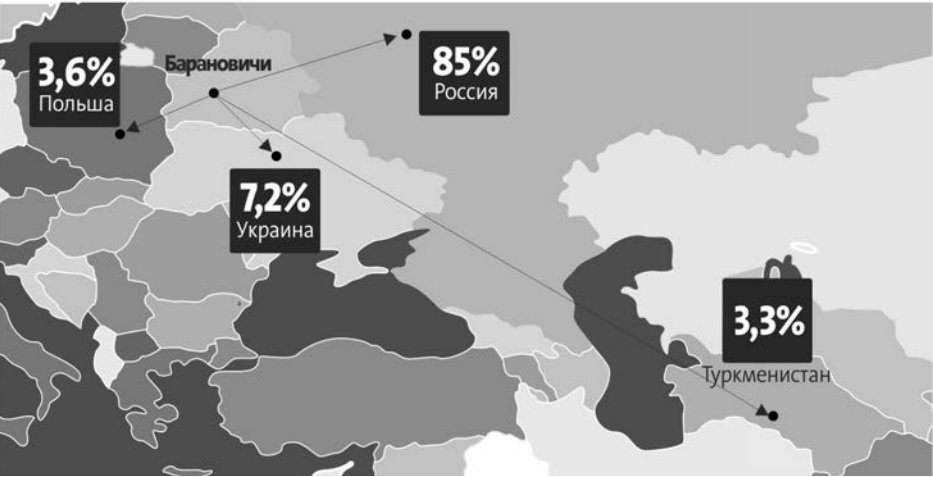 3,6%
Польша
Барановичи
85%
Россия
7,2%
Украина
3,3%
Туркменистан